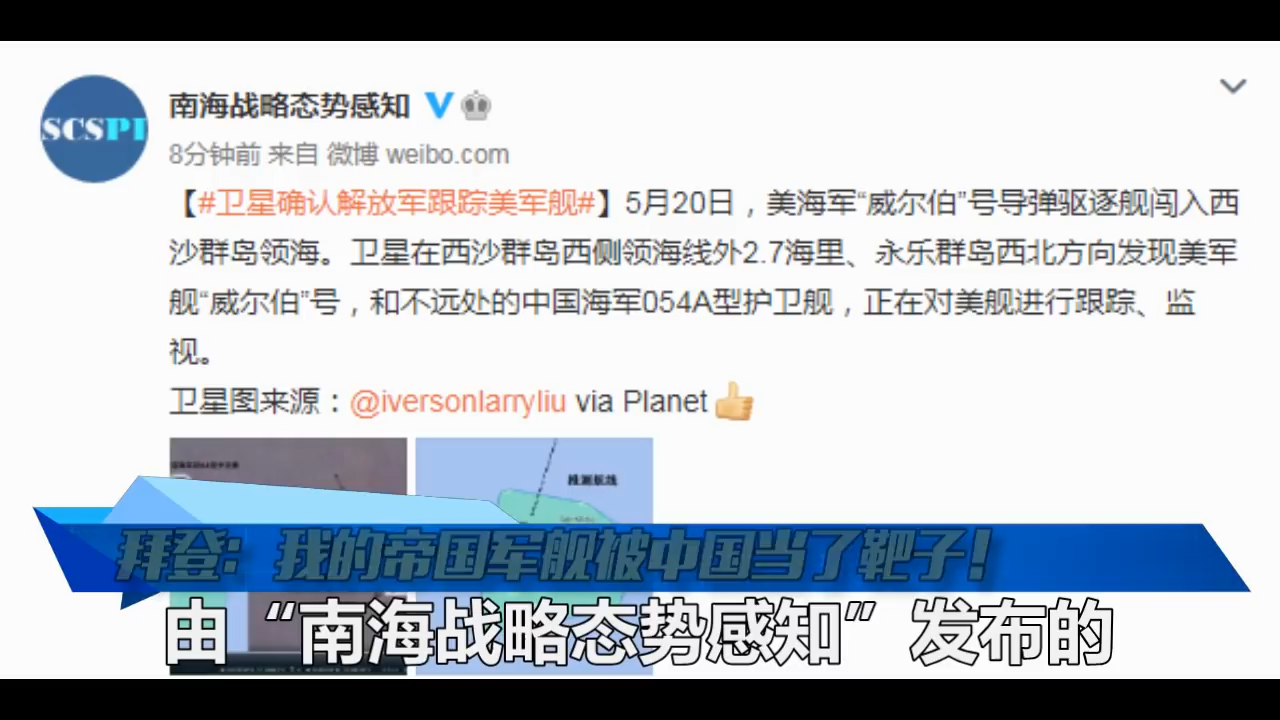 SCSPI
南海战略态势感知
8分钟前 来自 微博 weibo.com
【#卫星确认解放军跟踪美军舰#】5月20日，美海军“威尔伯”号导弹驱逐舰闯入西
沙群岛领海。卫星在西沙群岛西侧领海线外2.7海里、永乐群岛西北方向发现美军
舰“威尔伯”号，和不远处的中国海军054A型护卫舰，正在对美舰进行跟踪、监
视。
卫星图来源：@iversonlarryliu via Planet
推测航线
拜登：我的帝国军舰被中国当了靶子！
由“南海战略态势感知”发布的